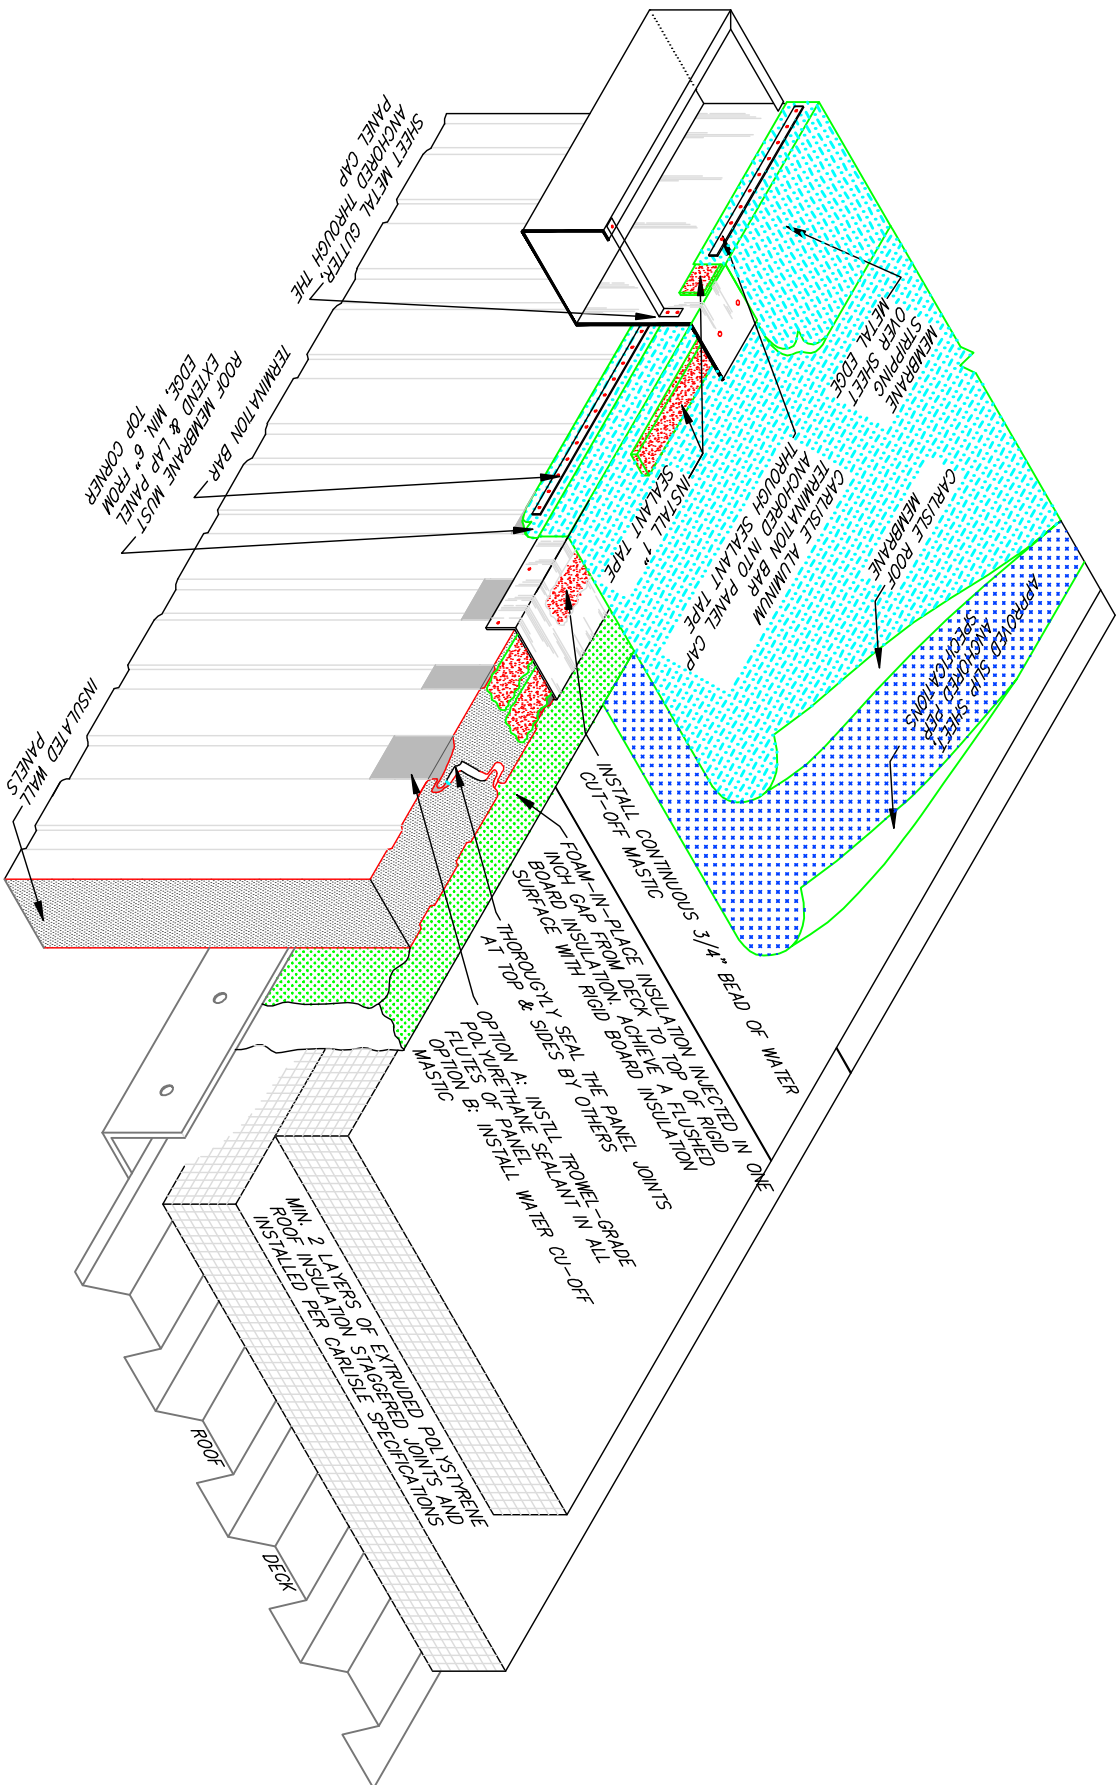 MEMBRANE
STRIPPING
OVER SHEET
METAL EDGE
CARLISLE ROOF
MEMBRANE
APPROVED SLIP SHEET,
ANCHORED PER
SPECIFICATIONS
CARLISLE ALUMINUM
TERMINATION BAR
ANCHORED INTO PANEL CAP
THROUGH SEALANT TAPE
INSTALL 1"
SEALANT TAPE
SHEET METAL GUTTER,
ANCHORED THROUGH THE
PANEL CAP
TERMINATION BAR
ROOF MEMBRANE MUST
EXTEND & LAP PANEL
EDGE, MIN. 6" FROM
TOP CORNER
INSULATED WALL
PANELS
INSTALL CONTINUOUS 3/4" BEAD OF WATER
CUT-OFF MASTIC
FOAM-IN-PLACE INSULATION INJECTED IN ONE
INCH GAP FROM DECK TO TOP OF RIGID
BOARD INSULATION. ACHIEVE A FLUSHED
SURFACE WITH RIGID BOARD INSULATION
THOROUGYLY SEAL THE PANEL JOINTS
AT TOP & SIDES BY OTHERS
OPTION A: INSTLL TROWEL-GRADE
POLYURETHANE SEALANT IN ALL
FLUTES OF PANEL
OPTION B: INSTALL WATER CU-OFF
MASTIC
MIN. 2 LAYERS OF EXTRUDED POLYSTYRENE
ROOF INSULATION STAGGERED JOINTS AND
INSTALLED PER CARLISLE SPECIFICATIONS
ROOF
DECK